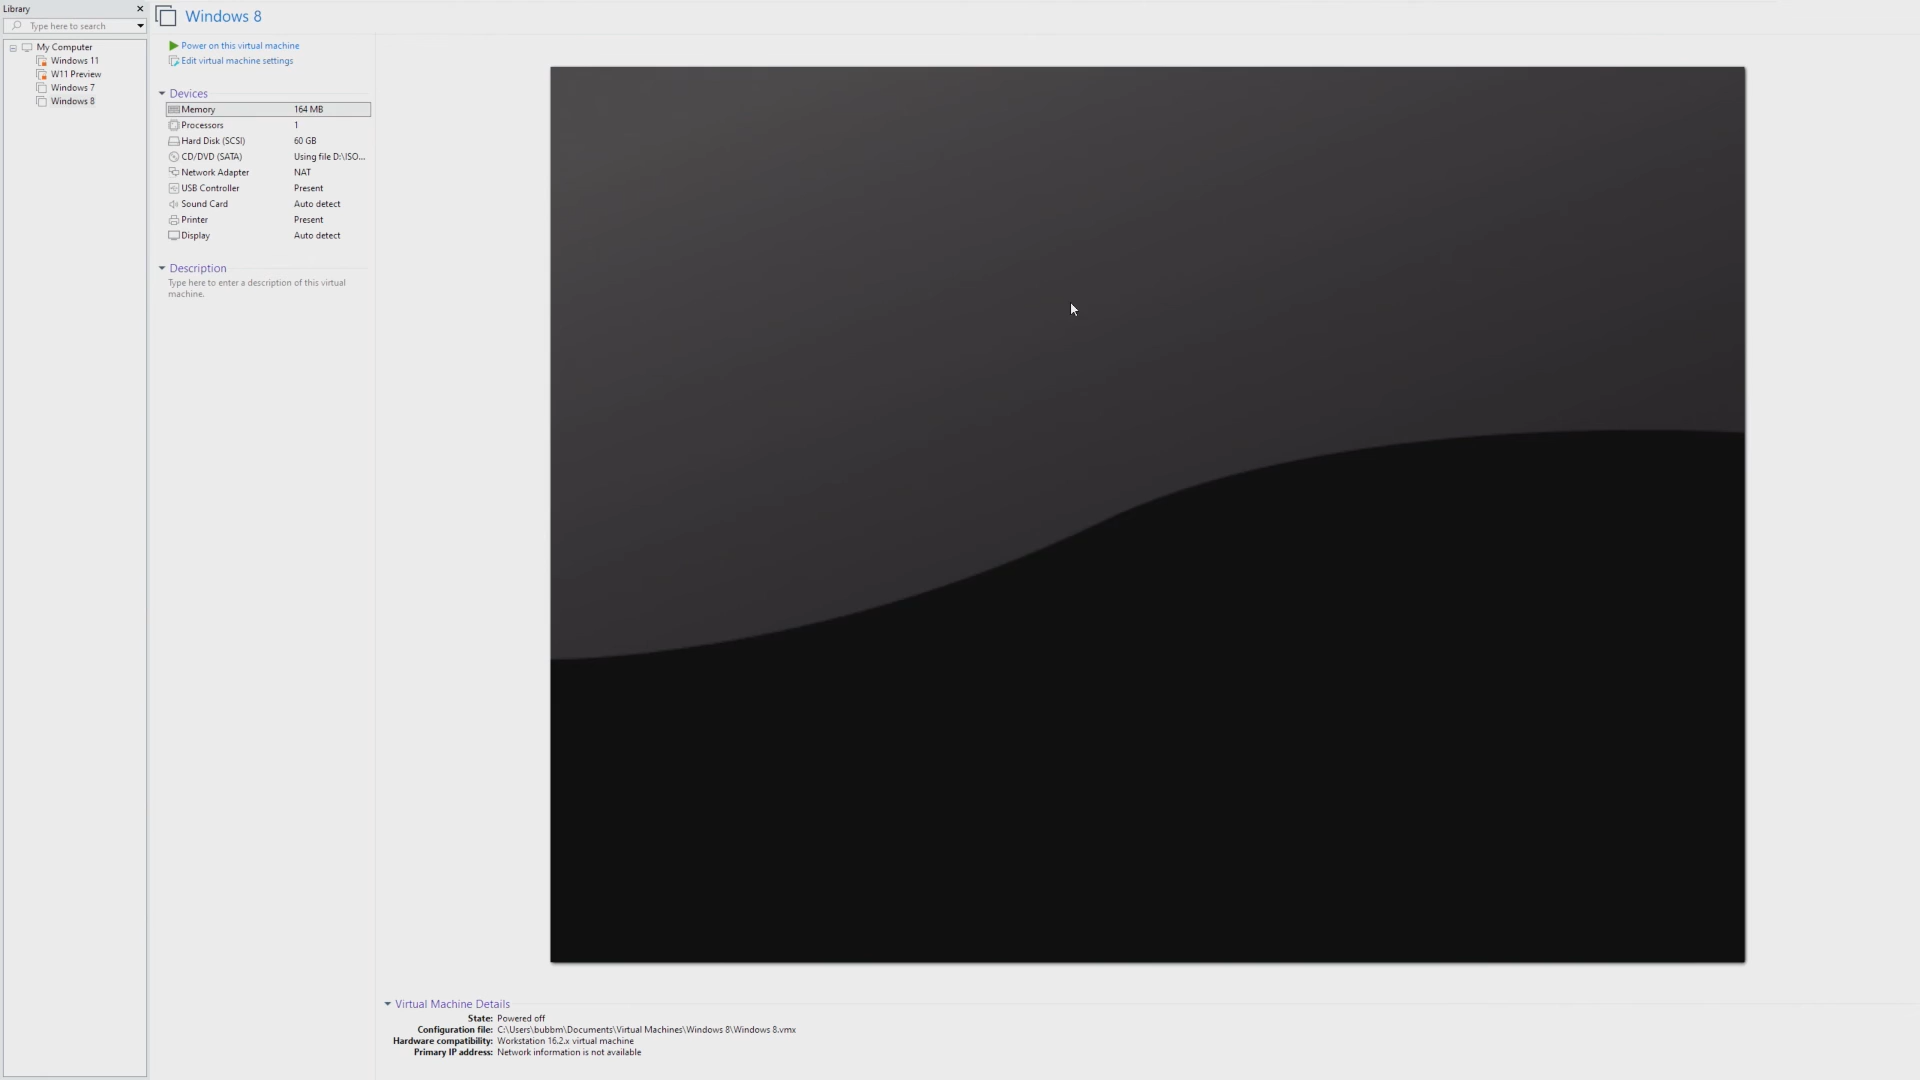 Library
Type here to search
My Computer
Windows 11
W11 Preview
Windows 7
Windows 8
Windows 8
Power on this virtual machine
Edit virtual machine settings
Devices
Memory 164 MB
Processors 1
Hard Disk (SCSI) 60 GB
CD/DVD (SATA) Using file D:\ISO...
Network Adapter NAT
USB Controller Present
Sound Card Auto detect
Printer Present
Display Auto detect
Description
Type here to enter a description of this virtual
machine.
Virtual Machine Details
State: Powered off
Configuration file: C:\Users\bubbm\Documents\Virtual Machines\Windows 8\Windows 8.vmx
Hardware compatibility: Workstation 16.2.x virtual machine
Primary IP address: Network information is not available